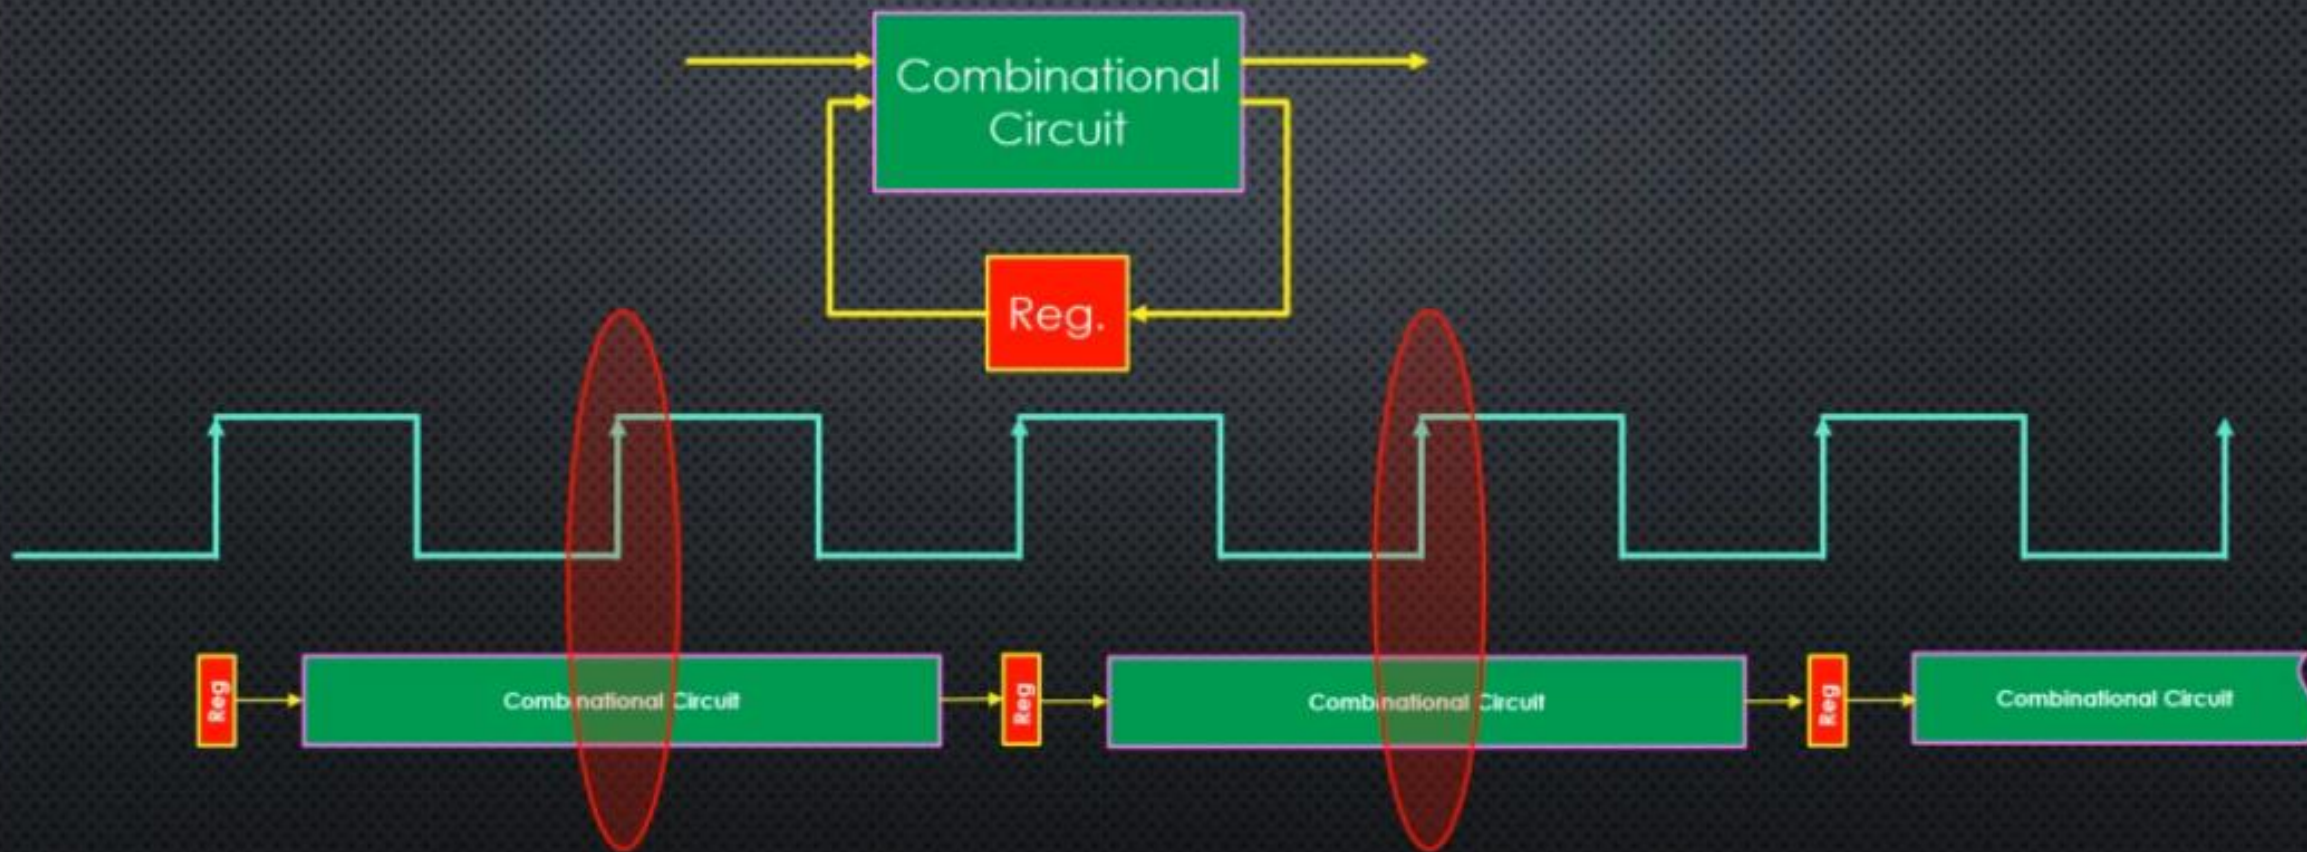 Combinational
Circuit
Reg.
Reg
Combinational Circuit
Reg
Combinational Circuit
Reg
Combinational Circuit